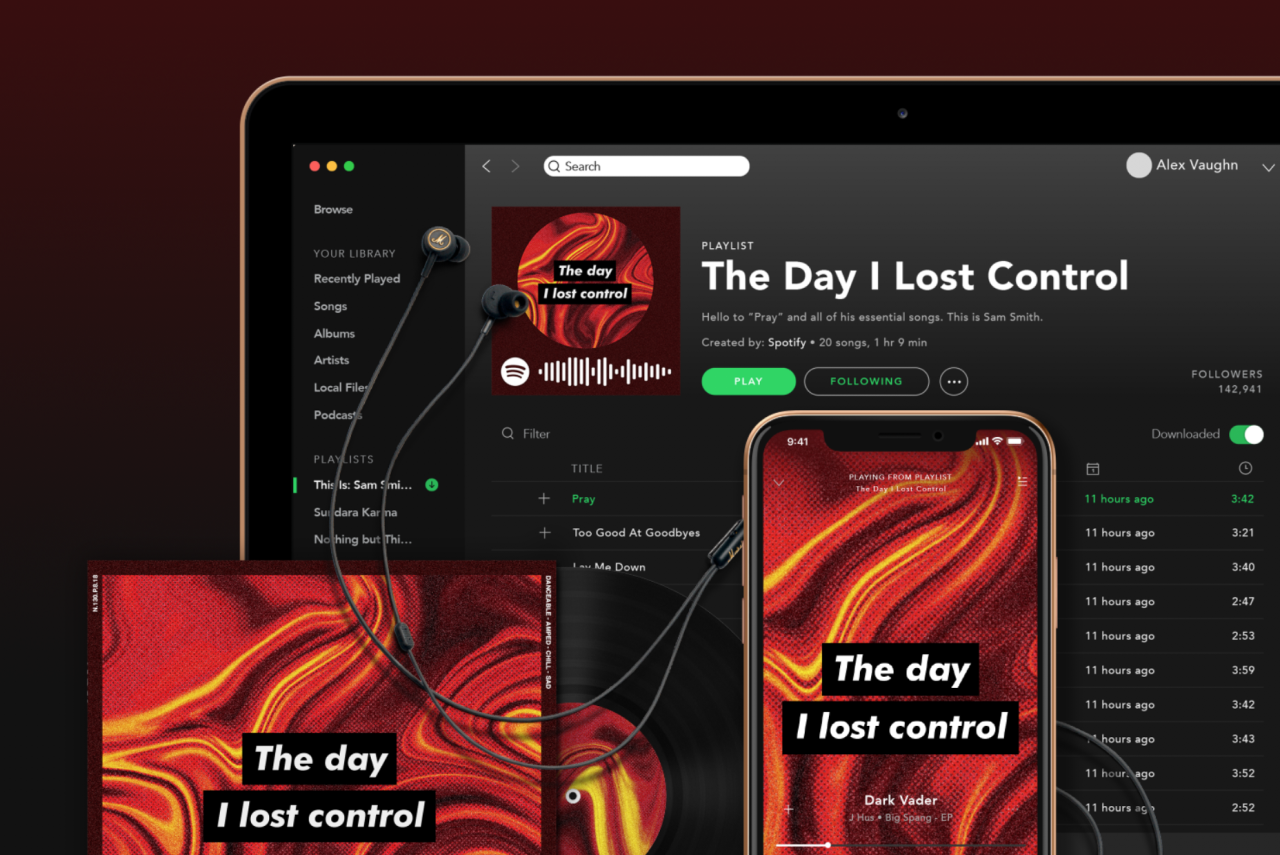 Search
Alex Vaughn
Browse
YOUR LIBRARY
Recently Played
Songs
Albums
Artists
Local Files
Podcasts
PLAYLISTS
This Is: Sam Smi...
Sundara Karma
Nothing but Thi...
The day
I lost control
PLAYLIST
The Day I Lost Control
Hello to "Pray" and all of his essential songs. This is Sam Smith.
Created by: Spotify • 20 songs, 1 hr 9 min
PLAY
FOLLOWING
FOLLOWERS
142,941
Filter
Downloaded
TITLE
Pray
11 hours ago
3:42
Too Good At Goodbyes
11 hours ago
3:21
Lay Me Down
11 hours ago
3:40
11 hours ago
2:47
11 hours ago
2:53
11 hours ago
3:59
11 hours ago
3:42
11 hours ago
3:43
11 hours ago
3:52
11 hours ago
2:52
9:41
PLAYING FROM PLAYLIST
The Day I Lost Control
The day
I lost control
Dark Vader
J Hus • Big Spang - EP
N.130.P.6.18
DANCEABLE - AMPED - CHILL - SAD
The day
I lost control